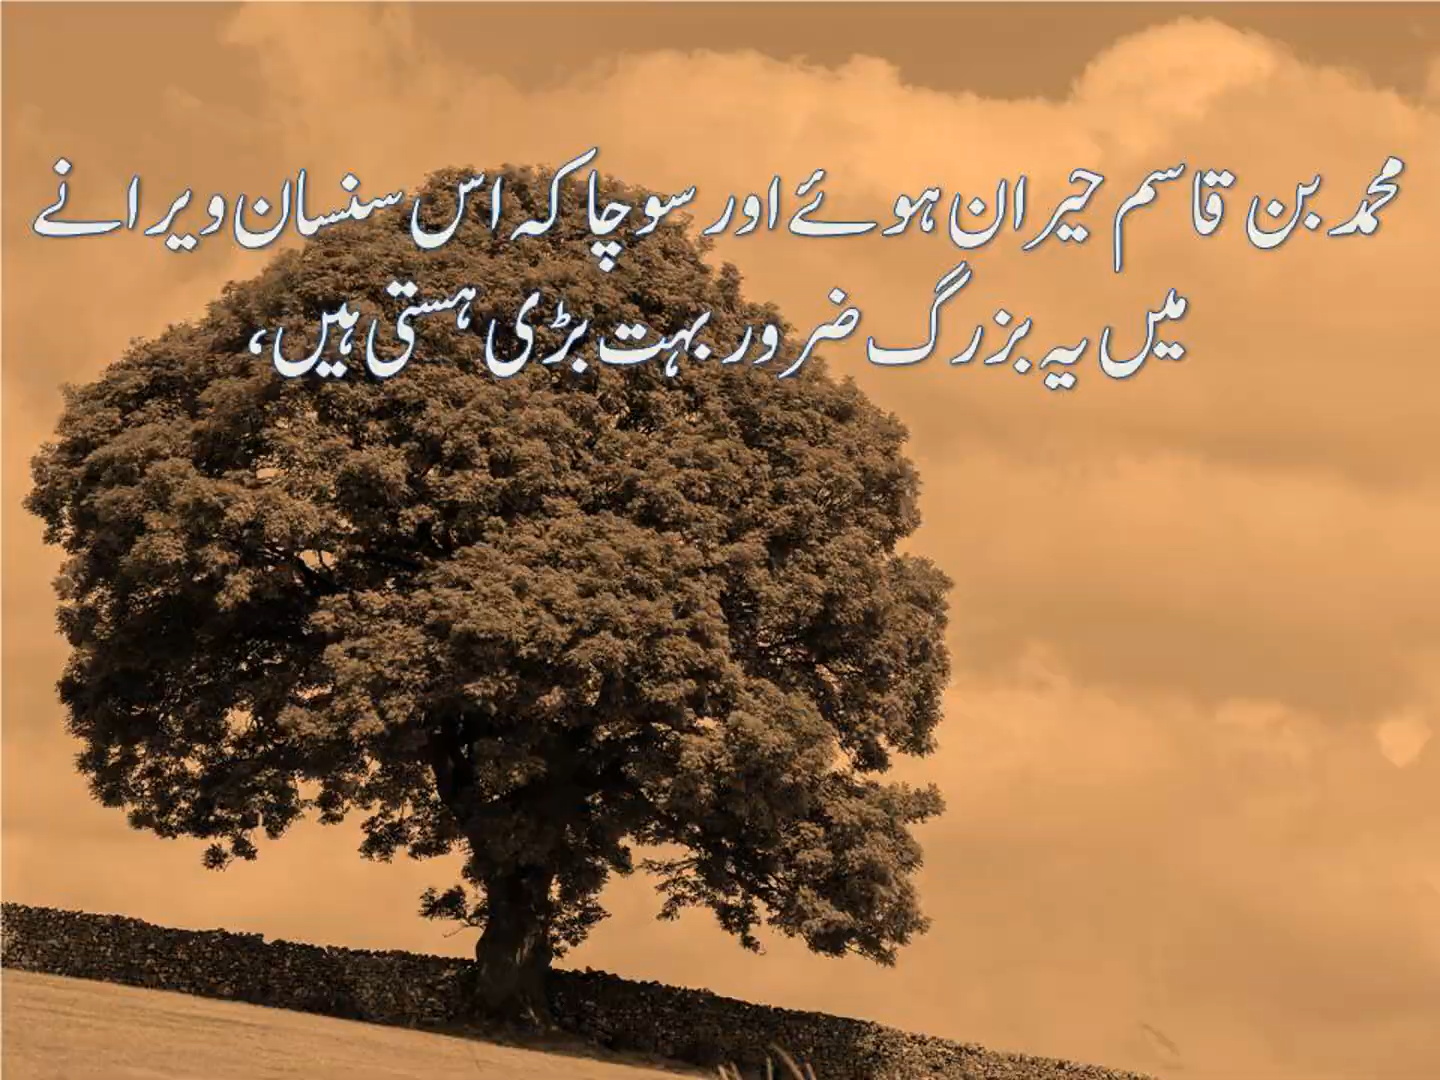 محمد بن قاسم حیران ہوئے اور سوچا کہ اس سنسان ویرانے
میں یہ بزرگ ضرور بہت بڑی ہستی ہیں،